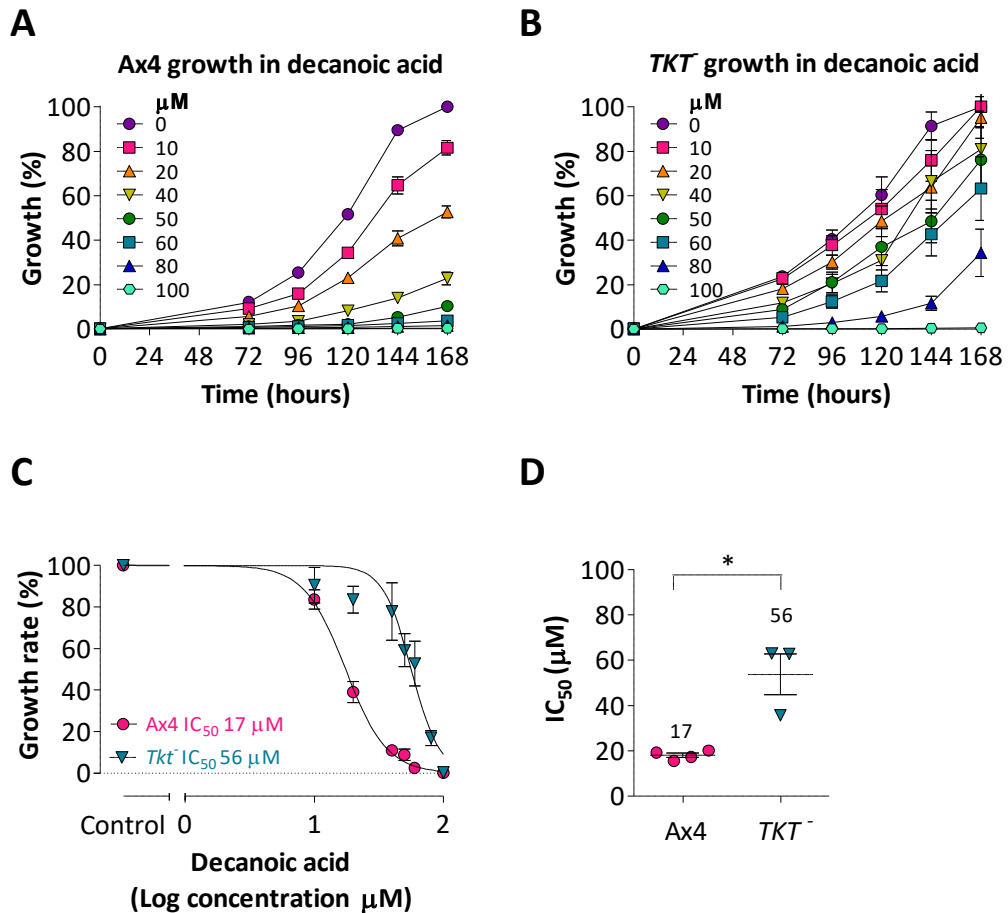 A
Ax4 growth in decanoic acid
μM
0
10
20
40
50
60
80
100
100
80
60
40
20
0
Growth (%)
0 24 48 72 96 120 144 168
Time (hours)
B
TKT⁻ growth in decanoic acid
μM
0
10
20
40
50
60
80
100
100
80
60
40
20
0
Growth (%)
0 24 48 72 96 120 144 168
Time (hours)
C
100
80
60
40
20
0
Growth rate (%)
Ax4 IC₅₀ 17 μM
Tkt⁻ IC₅₀ 56 μM
Control 0 1 2
Decanoic acid
(Log concentration μM)
D
100
80
60
40
20
0
IC₅₀ (μM)
*
56
17
Ax4 TKT⁻